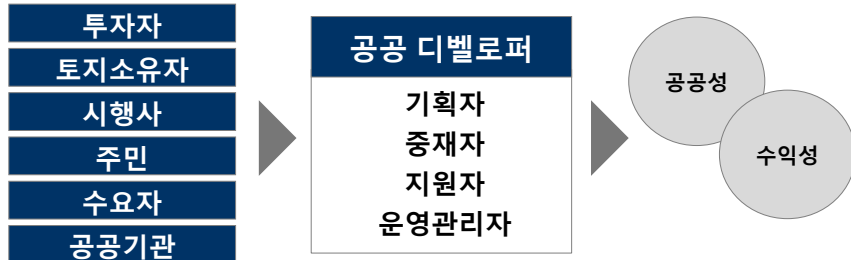 투자자
토지소유자
시행사
주민
수요자
공공기관
공공 디벨로퍼
기획자
중재자
지원자
운영관리자
공공성
수익성